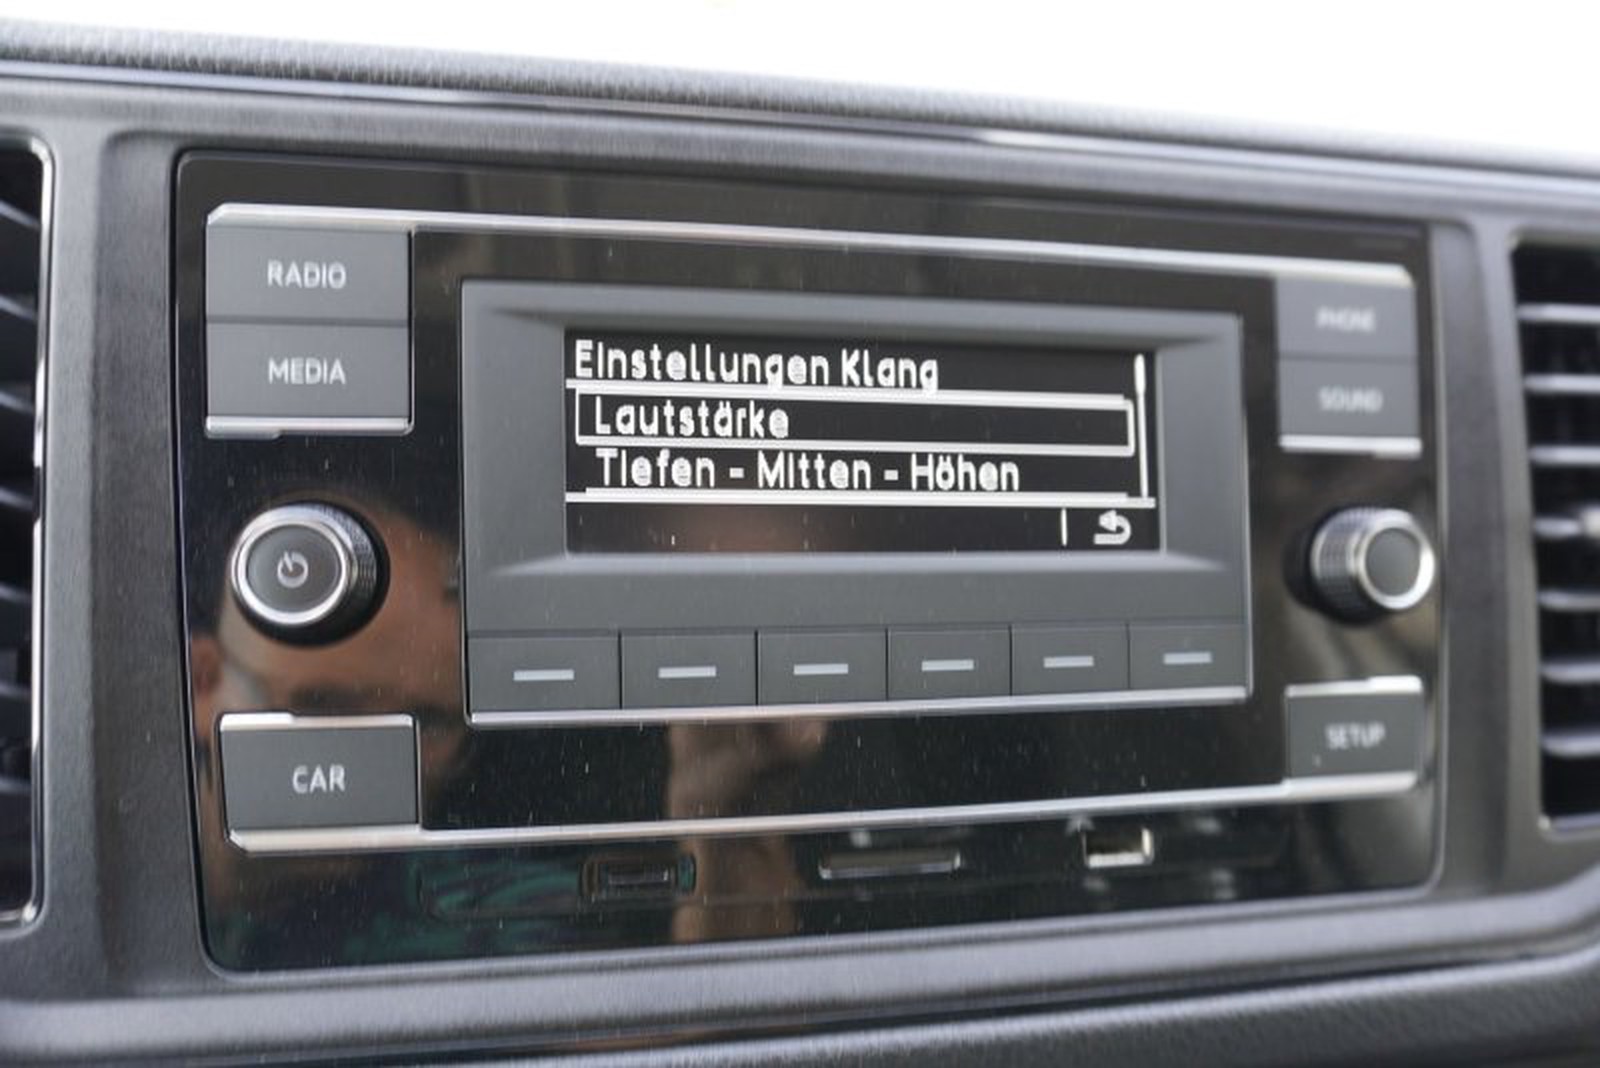 RADIO
MEDIA
CAR
Einstellungen Klang
Lautstärke
Tiefen - Mitten - Höhen
PHONE
SOUND
SETUP